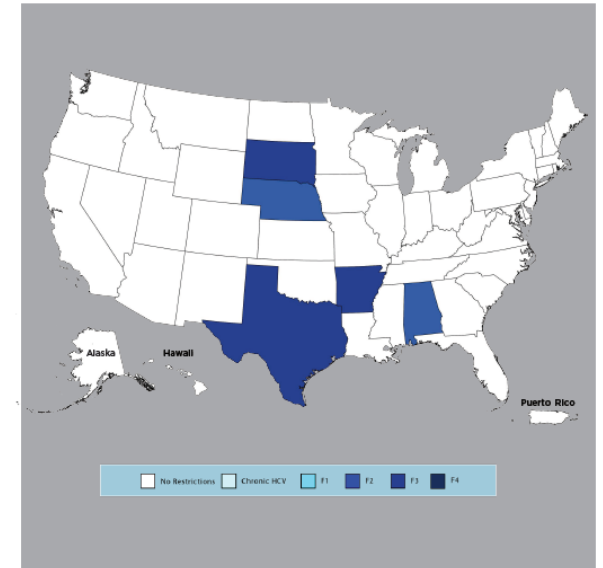 Alaska
Hawaii
Puerto Rico
No Restrictions Chronic HCV F1 F2 F3 F4